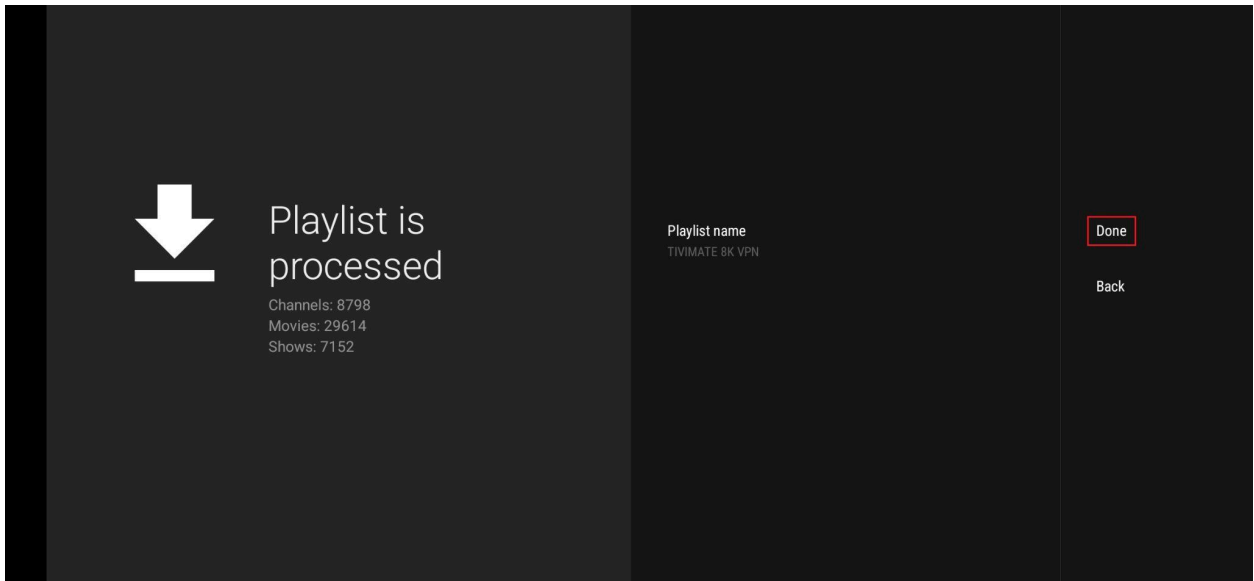 Playlist is
processed
Channels: 8798
Movies: 29614
Shows: 7152
Playlist name
TIVIMATE 8K VPN
Done
Back